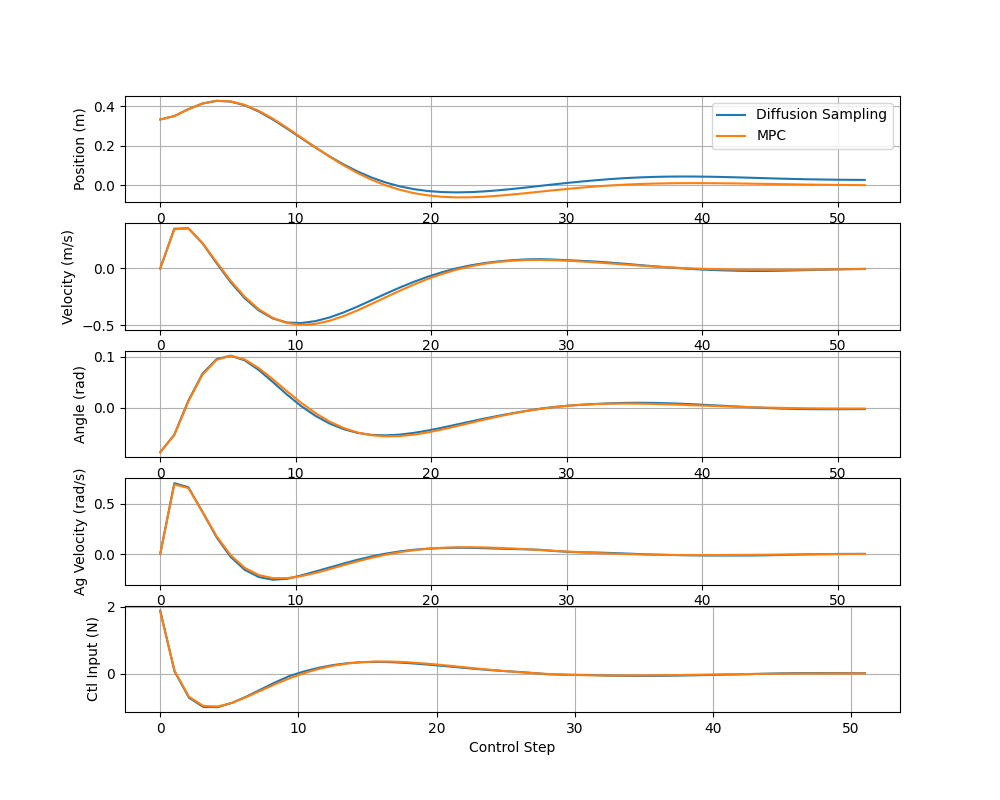 Position (m)
0.4
0.2
0.0
Diffusion Sampling
MPC
0 10 20 30 40 50
Velocity (m/s)
0.0
−0.5
0 10 20 30 40 50
Angle (rad)
0.1
0.0
0 10 20 30 40 50
Ag Velocity (rad/s)
0.5
0.0
0 10 20 30 40 50
Ctl Input (N)
2
0
0 10 20 30 40 50
Control Step